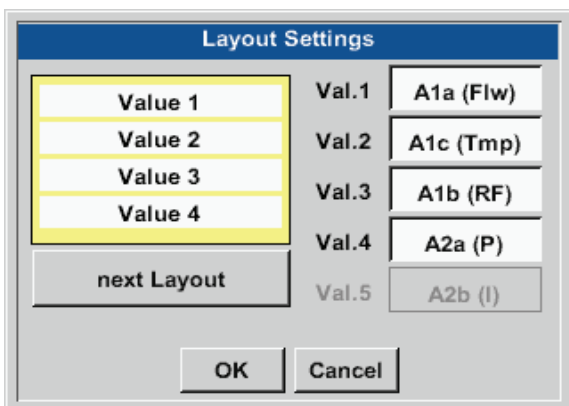 Layout Settings
Value 1
Value 2
Value 3
Value 4
next Layout
Val.1 A1a (Flw)
Val.2 A1c (Tmp)
Val.3 A1b (RF)
Val.4 A2a (P)
Val.5 A2b (I)
OK
Cancel